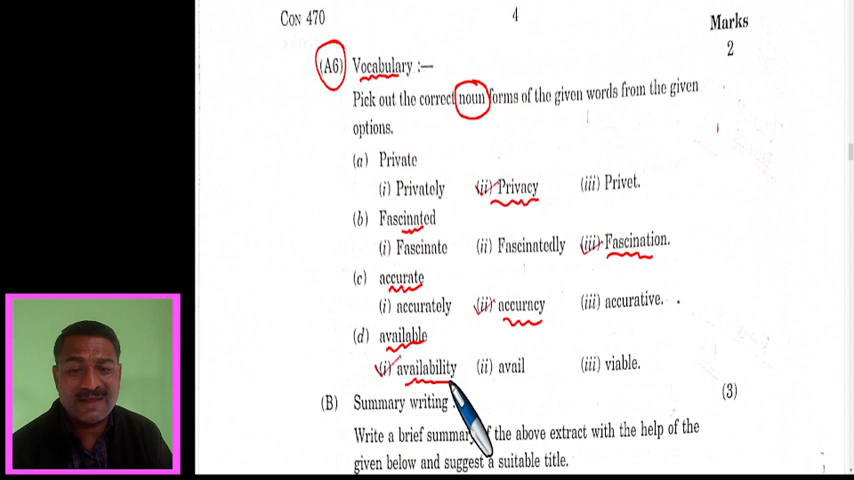 CON 470 4 Marks
(A6) Vocabulary :— 2
Pick out the correct noun forms of the given words from the given
options.
(a) Private
(i) Privately (ii) Privacy (iii) Privet.
(b) Fascinated
(i) Fascinate (ii) Fascinatedly (iii) Fascination.
(c) accurate
(i) accurately (ii) accuracy (iii) accurative.
(d) available
(i) availability (ii) avail (iii) viable.
(B) Summary writing : (3)
Write a brief summary of the above extract with the help of the
given below and suggest a suitable title.